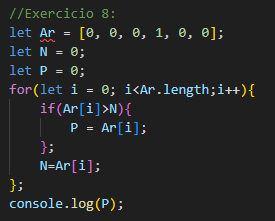 //Exercicio 8:
let Ar = [0, 0, 0, 1, 0, 0];
let N = 0;
let P = 0;
for(let i = 0; i<Ar.length;i++){
    if(Ar[i]>N){
        P = Ar[i];
    };
    N=Ar[i];
};
console.log(P);